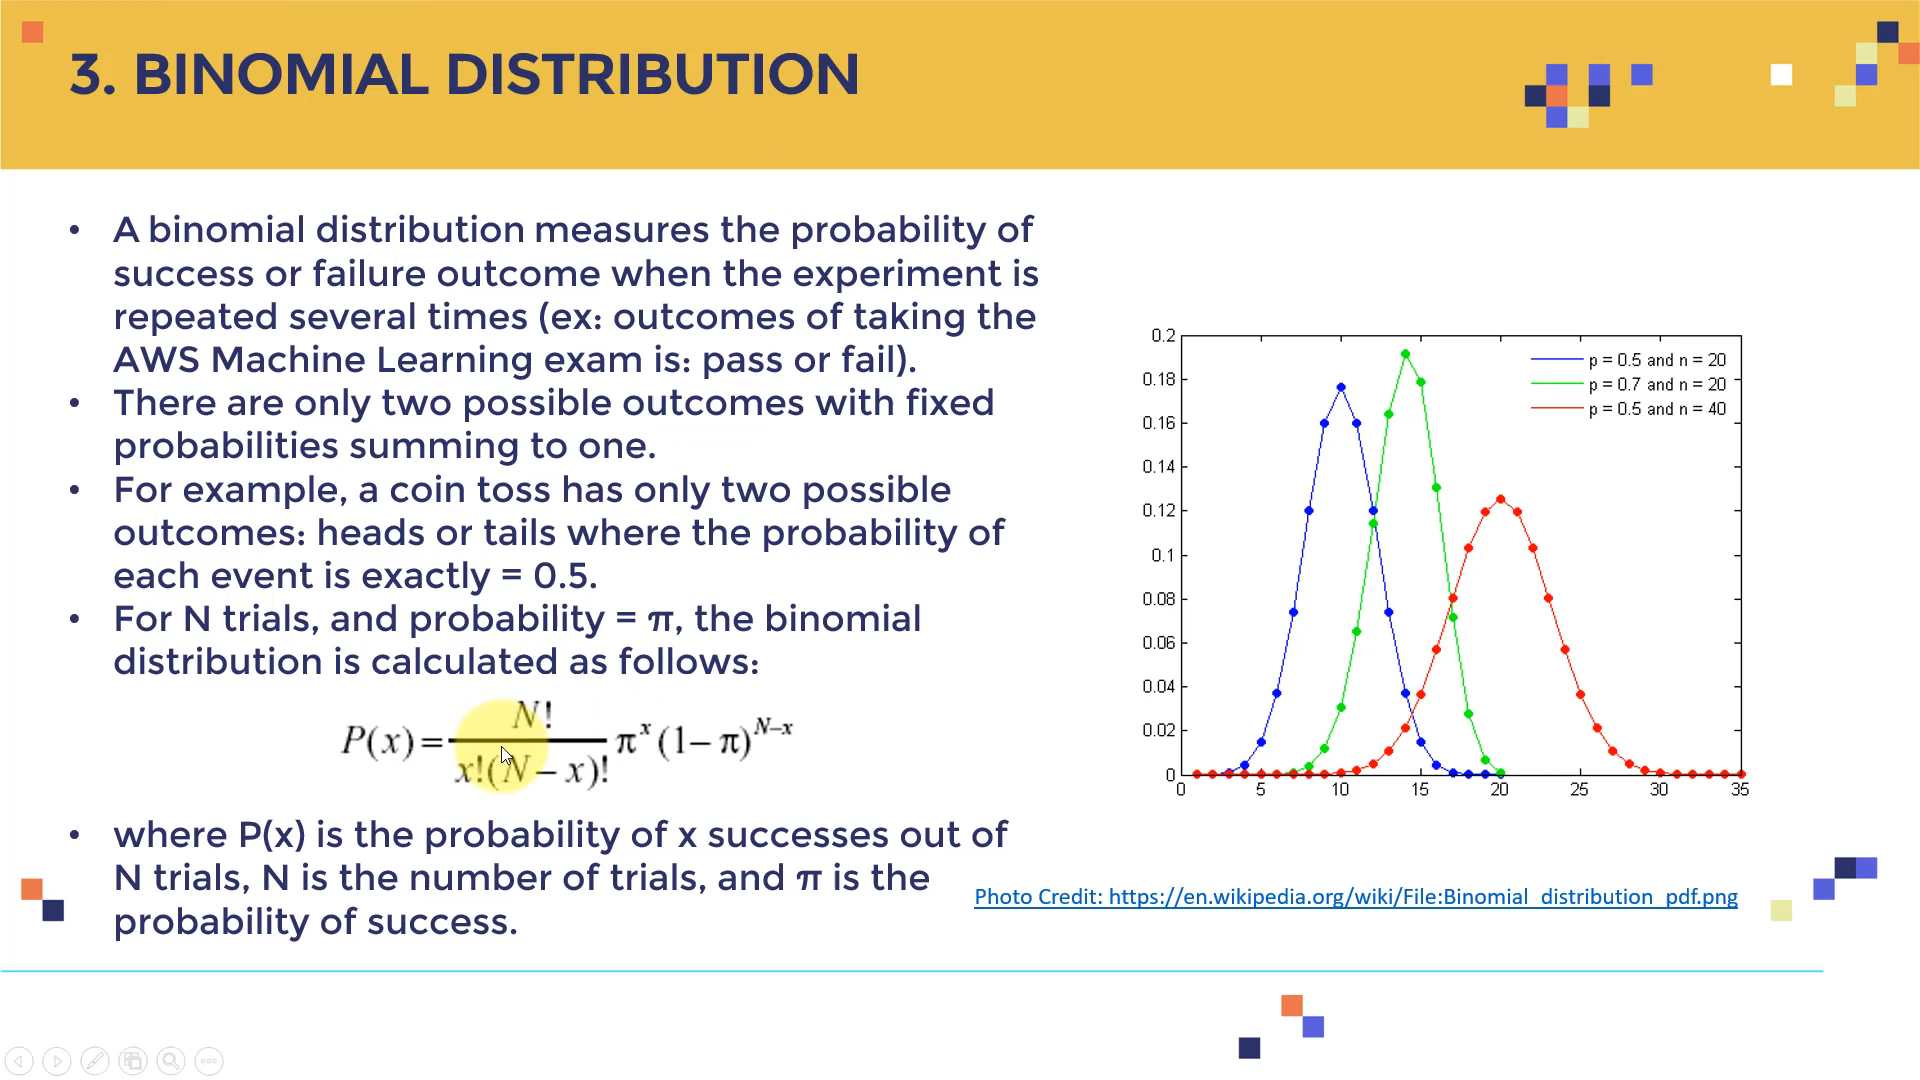 3. BINOMIAL DISTRIBUTION
• A binomial distribution measures the probability of
success or failure outcome when the experiment is
repeated several times (ex: outcomes of taking the
AWS Machine Learning exam is: pass or fail).
• There are only two possible outcomes with fixed
probabilities summing to one.
• For example, a coin toss has only two possible
outcomes: heads or tails where the probability of
each event is exactly = 0.5.
• For N trials, and probability = π, the binomial
distribution is calculated as follows:
P(x) = N! / x!(N – x)! π^x (1– π)^N–x
• where P(x) is the probability of x successes out of
N trials, N is the number of trials, and π is the
probability of success.
0.2
0.18
0.16
0.14
0.12
0.1
0.08
0.06
0.04
0.02
0
0 5 10 15 20 25 30 35
p = 0.5 and n = 20
p = 0.7 and n = 20
p = 0.5 and n = 40
Photo Credit: https://en.wikipedia.org/wiki/File:Binomial_distribution_pdf.png